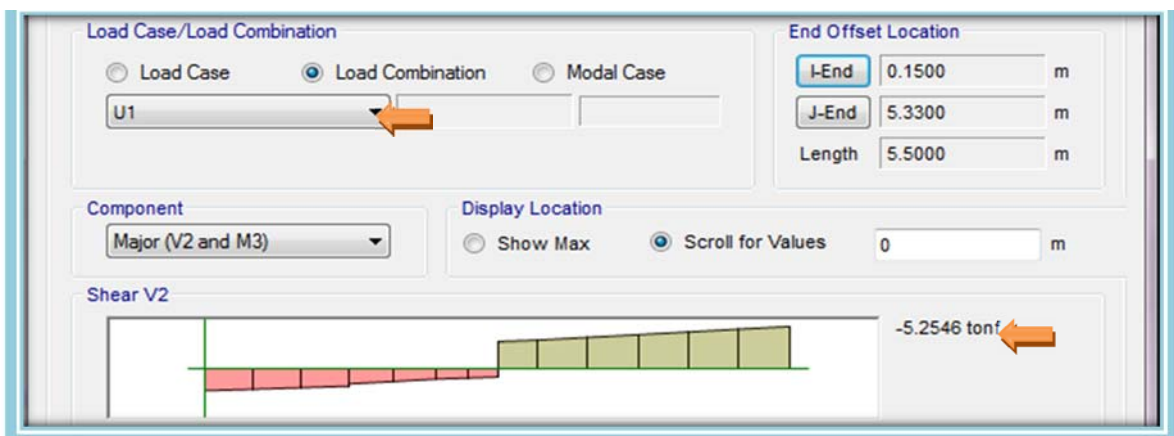 Load Case/Load Combination
Load Case Load Combination Modal Case
U1
End Offset Location
I-End 0.1500 m
J-End 5.3300 m
Length 5.5000 m
Component
Major (V2 and M3)
Display Location
Show Max Scroll for Values 0 m
Shear V2
-5.2546 tonf